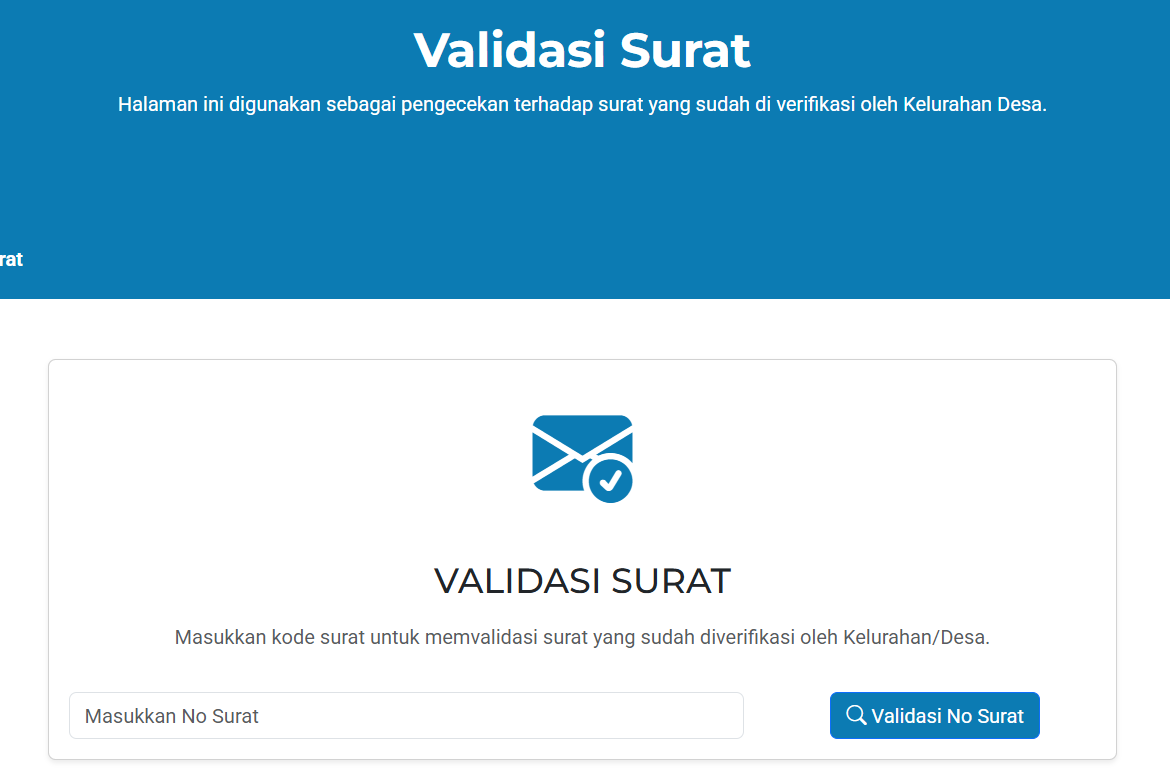 Validasi Surat
Halaman ini digunakan sebagai pengecekan terhadap surat yang sudah di verifikasi oleh Kelurahan Desa.
rat
VALIDASI SURAT
Masukkan kode surat untuk memvalidasi surat yang sudah diverifikasi oleh Kelurahan/Desa.
Masukkan No Surat
Validasi No Surat